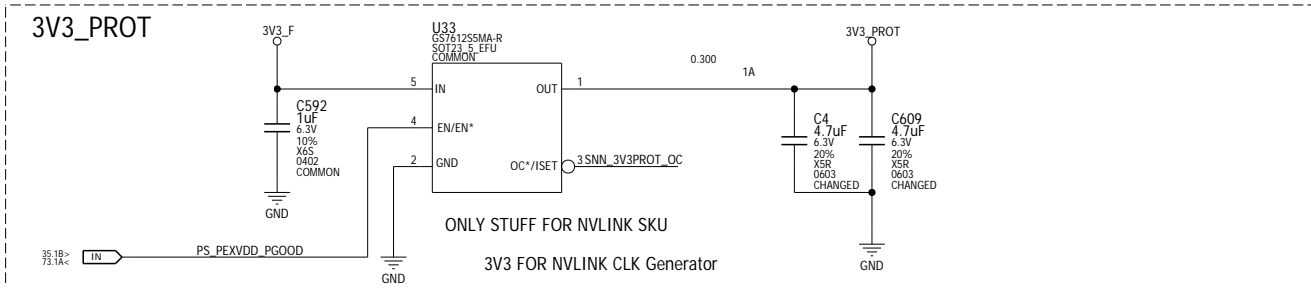 3V3_PROT
3V3_F
U33
GS7612S5MA-R
SOT23_5_EFU
COMMON
3V3_PROT
0.300
1A
5
IN
OUT
1
C592
1uF
6.3V
10%
X6S
0402
COMMON
4
EN/EN*
2
GND
OC*/ISET
3
SNN_3V3PROT_OC
C4
4.7uF
6.3V
20%
X5R
0603
CHANGED
C609
4.7uF
6.3V
20%
X5R
0603
CHANGED
GND
ONLY STUFF FOR NVLINK SKU
35.1B>
73.1A<
IN
PS_PEXVDD_PGOOD
GND
3V3 FOR NVLINK CLK Generator
GND